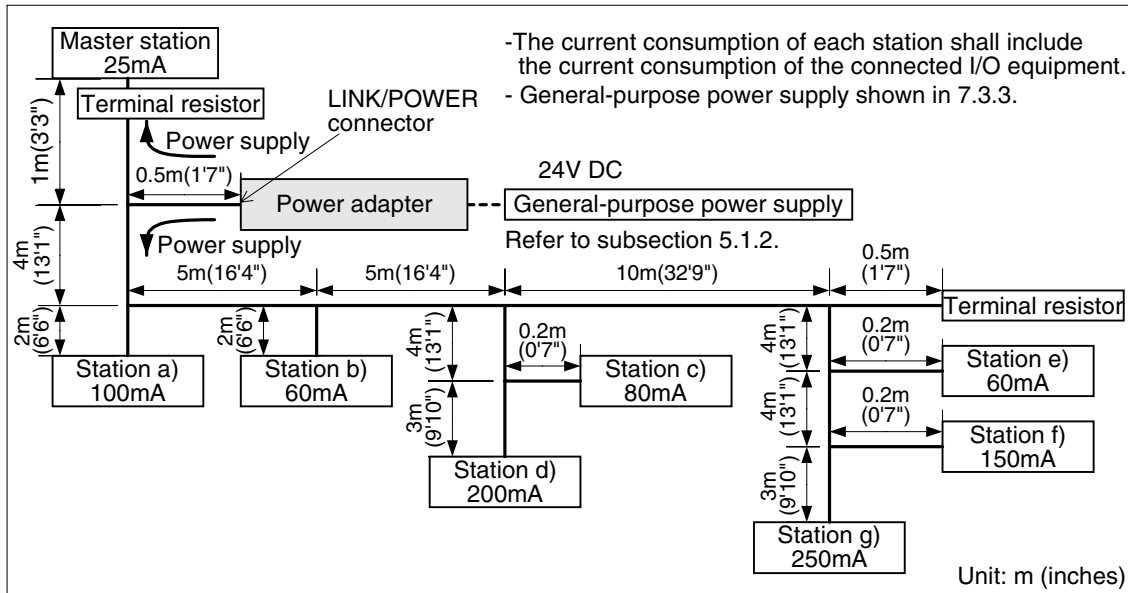 Master station
25mA
-The current consumption of each station shall include
the current consumption of the connected I/O equipment.
- General-purpose power supply shown in 7.3.3.
1m(3'3")
Terminal resistor
LINK/POWER
connector
Power supply
0.5m(1'7")
Power adapter
24V DC
General-purpose power supply
Refer to subsection 5.1.2.
4m
(13'1")
Power supply
5m(16'4")
5m(16'4")
10m(32'9")
0.5m
(1'7")
Terminal resistor
2m
(6'6")
2m
(6'6")
4m
(13'1")
0.2m
(0'7")
4m
(13'1")
0.2m
(0'7")
Station a)
100mA
Station b)
60mA
Station c)
80mA
Station e)
60mA
3m
(9'10")
4m
(13'1")
0.2m
(0'7")
Station d)
200mA
Station f)
150mA
3m
(9'10")
Station g)
250mA
Unit: m (inches)